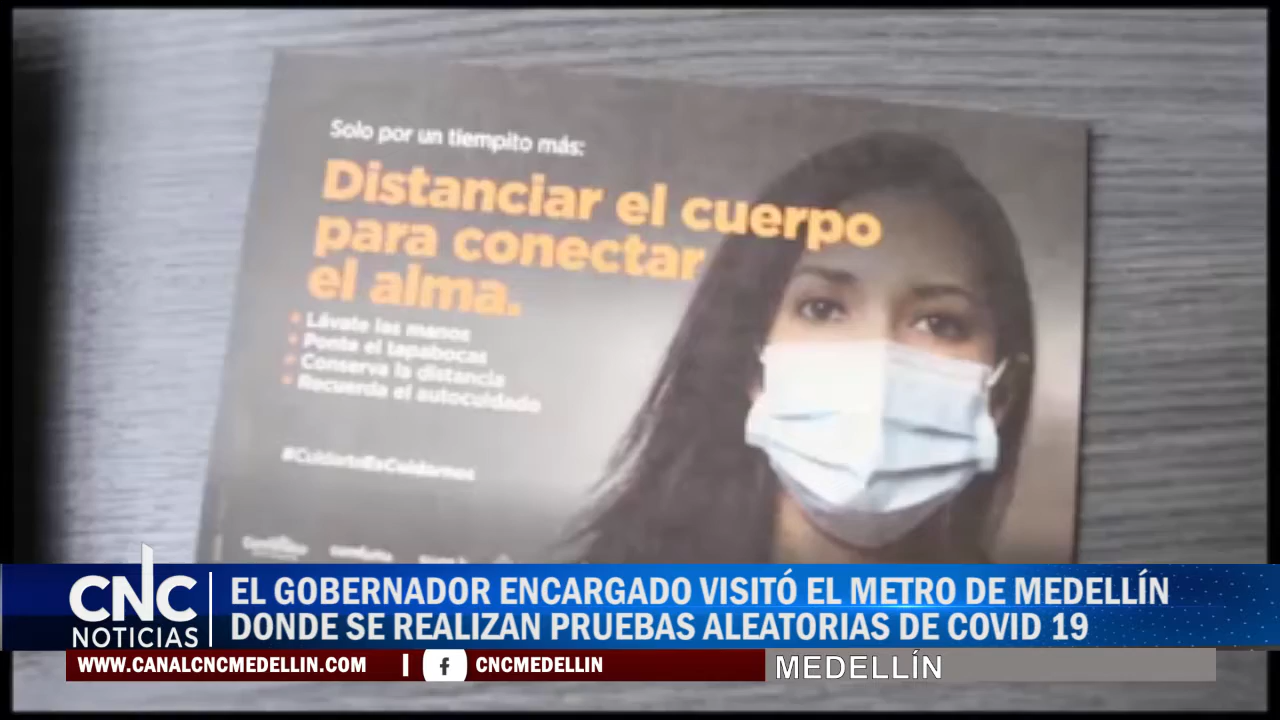 Solo por un tiempito más:
Distanciar el cuerpo
para conectar
el alma.
Lávate las manos
Ponte el tapabocas
Conserva la distancia
Recuerda el autocuidado
#CuidarteEsCuidarnos
CNC
NOTICIAS
EL GOBERNADOR ENCARGADO VISITÓ EL METRO DE MEDELLÍN
DONDE SE REALIZAN PRUEBAS ALEATORIAS DE COVID 19
WWW.CANALCNCMEDELLIN.COM | f CNCMEDELLIN
MEDELLÍN